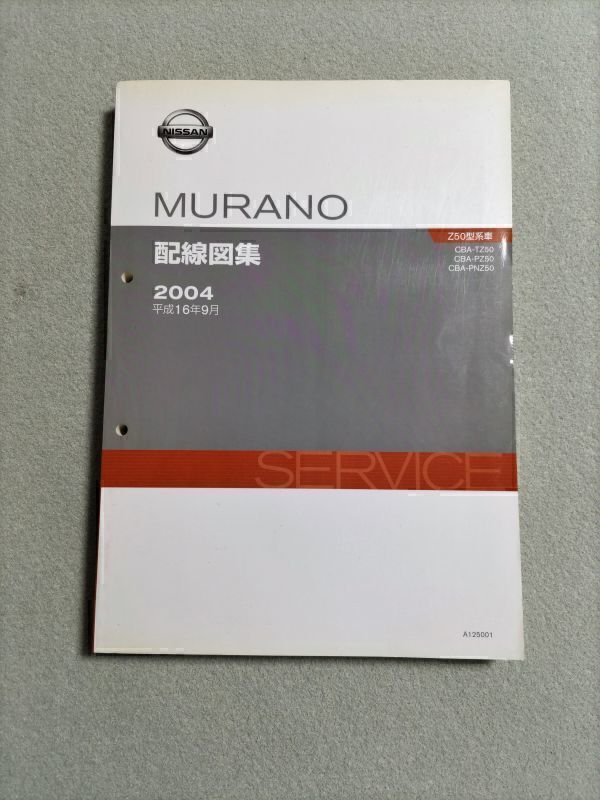 NISSAN
MURANO
Z50型系車
CBA-TZ50
CBA-PZ50
CBA-PNZ50
配線図集
2004
平成16年9月
SERVICE
A125001